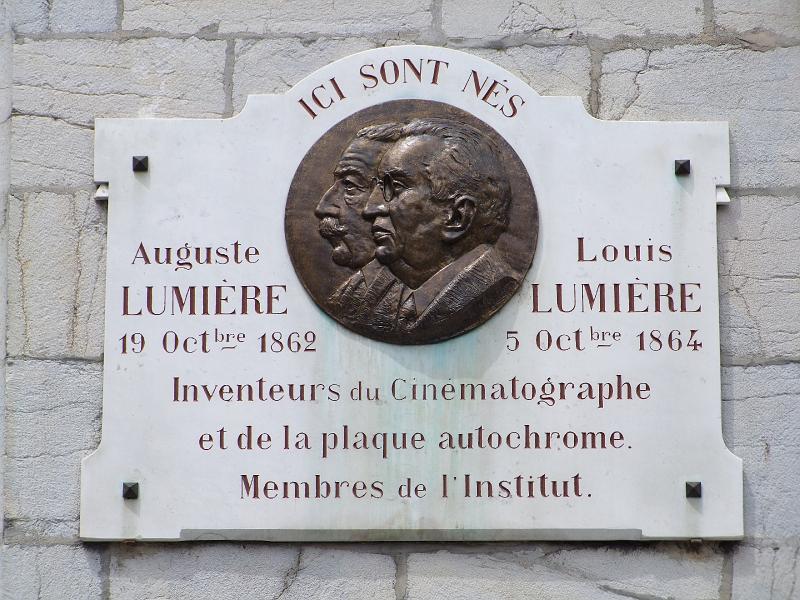 ICI SONT NÉS
Auguste
LUMIÈRE
19 Octbre 1862
Louis
LUMIÈRE
5 Octbre 1864
Inventeurs du Cinématographe
et de la plaque autochrome.
Membres de l'Institut.